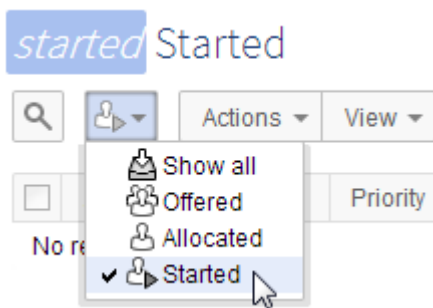 started Started
Actions View
Show all
Offered
Priority
Allocated
No re
Started